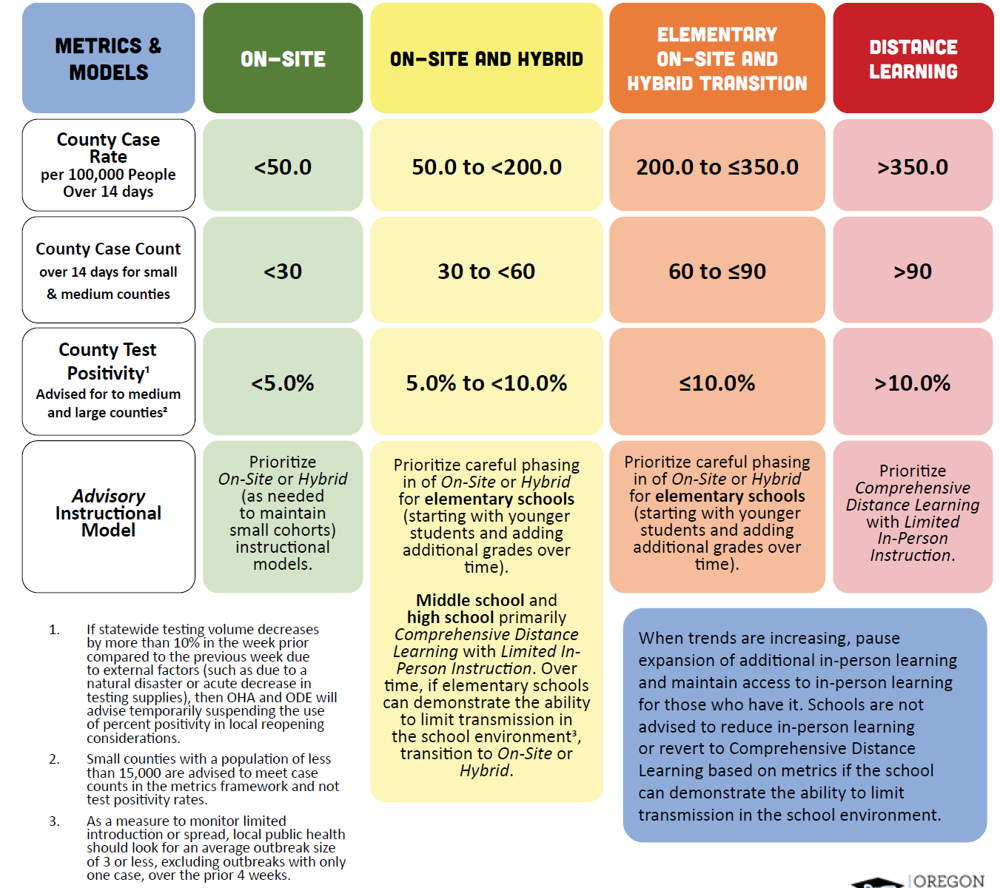 METRICS &
MODELS
ON-SITE
ON-SITE AND HYBRID
ELEMENTARY
ON-SITE AND
HYBRID TRANSITION
DISTANCE
LEARNING
County Case
Rate
per 100,000 People
Over 14 days
<50.0
50.0 to <200.0
200.0 to ≤350.0
>350.0
County Case Count
over 14 days for small
& medium counties
<30
30 to <60
60 to ≤90
>90
County Test
Positivity¹
Advised for to medium
and large counties²
<5.0%
5.0% to <10.0%
≤10.0%
>10.0%
Advisory
Instructional
Model
Prioritize
On-Site or Hybrid
(as needed
to maintain
small cohorts)
instructional
models.
Prioritize careful phasing
in of On-Site or Hybrid
for elementary schools
(starting with younger
students and adding
additional grades over
time).
Middle school and
high school primarily
Comprehensive Distance
Learning with Limited In-
Person Instruction. Over
time, if elementary schools
can demonstrate the ability
to limit transmission in
the school environment³,
transition to On-Site or
Hybrid.
Prioritize careful phasing
in of On-Site or Hybrid
for elementary schools
(starting with younger
students and adding
additional grades over
time).
Prioritize
Comprehensive
Distance Learning
with Limited
In-Person
Instruction.
1. If statewide testing volume decreases
by more than 10% in the week prior
compared to the previous week due
to external factors (such as due to a
natural disaster or acute decrease in
testing supplies), then OHA and ODE will
advise temporarily suspending the use
of percent positivity in local reopening
considerations.
2. Small counties with a population of less
than 15,000 are advised to meet case
counts in the metrics framework and not
test positivity rates.
3. As a measure to monitor limited
introduction or spread, local public health
should look for an average outbreak size
of 3 or less, excluding outbreaks with only
one case, over the prior 4 weeks.
When trends are increasing, pause
expansion of additional in-person learning
and maintain access to in-person learning
for those who have it. Schools are not
advised to reduce in-person learning
or revert to Comprehensive Distance
Learning based on metrics if the school
can demonstrate the ability to limit
transmission in the school environment.
OREGON